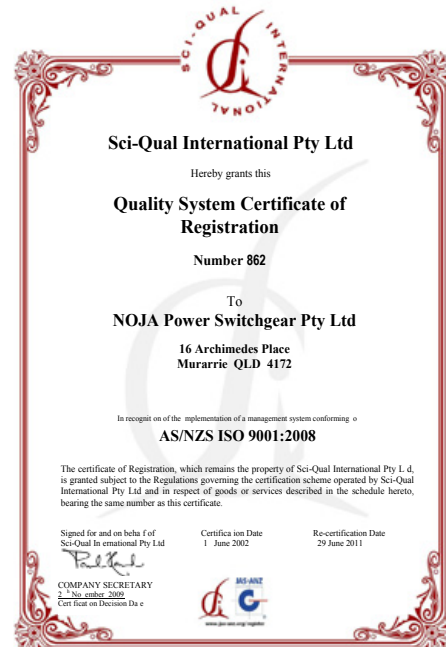 SCI-QUAL INTERNATIONAL
Sci-Qual International Pty Ltd
Hereby grants this
Quality System Certificate of
Registration
Number 862
To
NOJA Power Switchgear Pty Ltd
16 Archimedes Place
Murarrie QLD 4172
In recognit on of the mplementation of a management system conforming o
AS/NZS ISO 9001:2008
The certificate of Registration, which remains the property of Sci-Qual International Pty L d,
is granted subject to the Regulations governing the certification scheme operated by Sci-Qual
International Pty Ltd and in respect of goods or services described in the schedule hereto,
bearing the same number as this certificate.
Signed for and on beha f of
Sci-Qual In ernational Pty Ltd
COMPANY SECRETARY
2 h No ember 2009
Cert ficat on Decision Da e
Certifica ion Date
1 June 2002
Re-certification Date
29 June 2011
JAS-ANZ
www.jas-anz.org/register